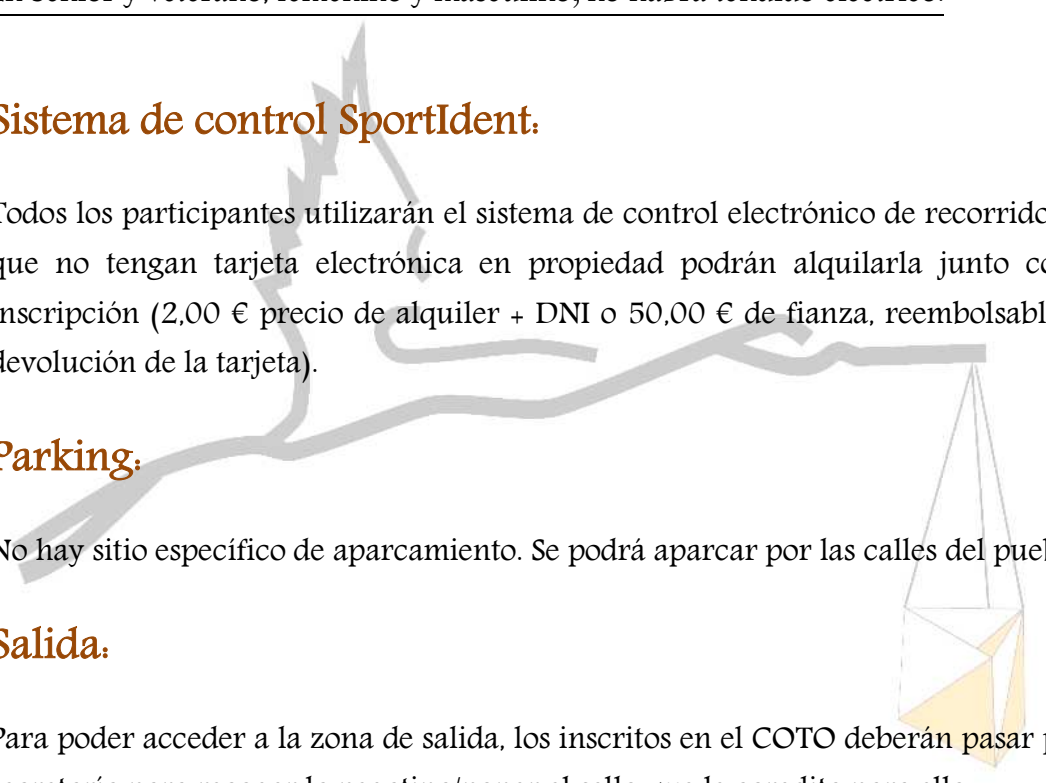 Sistema de control SportIdent:
Todos los participantes utilizarán el sistema de control electrónico de recorrido
que no tengan tarjeta electrónica en propiedad podrán alquilarla junto co
inscripción (2,00 € precio de alquiler + DNI o 50,00 € de fianza, reembolsabl
devolución de la tarjeta).
Parking:
No hay sitio específico de aparcamiento. Se podrá aparcar por las calles del pue
Salida:
Para poder acceder a la zona de salida, los inscritos en el COTO deberán pasar p